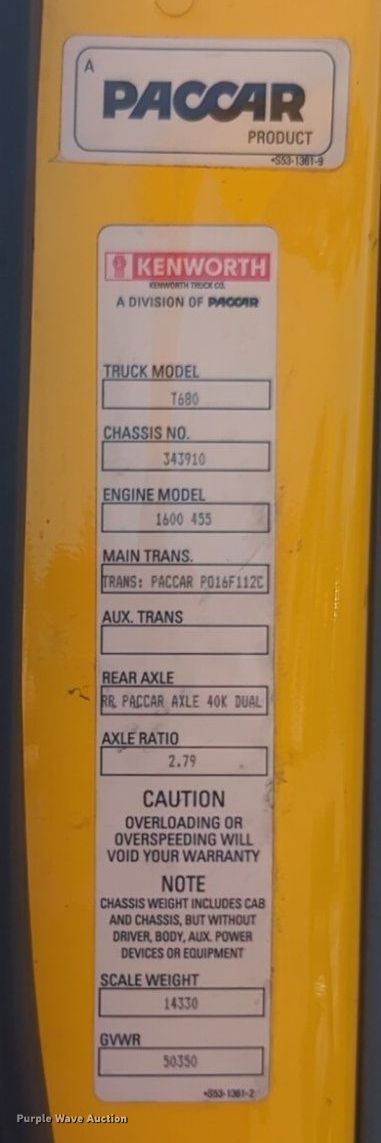 A
PACCAR
PRODUCT
•S53-1361-9
KENWORTH
KENWORTH TRUCK CO.
A DIVISION OF PACCAR
TRUCK MODEL
T680
CHASSIS NO.
343910
ENGINE MODEL
1600 455
MAIN TRANS.
TRANS: PACCAR PO16F112C
AUX. TRANS
REAR AXLE
RR PACCAR AXLE 40K DUAL
AXLE RATIO
2.79
CAUTION
OVERLOADING OR
OVERSPEEDING WILL
VOID YOUR WARRANTY
NOTE
CHASSIS WEIGHT INCLUDES CAB
AND CHASSIS, BUT WITHOUT
DRIVER, BODY, AUX. POWER
DEVICES OR EQUIPMENT
SCALE WEIGHT
14330
GVWR
50350
•S53-1361-2
Purple Wave Auction